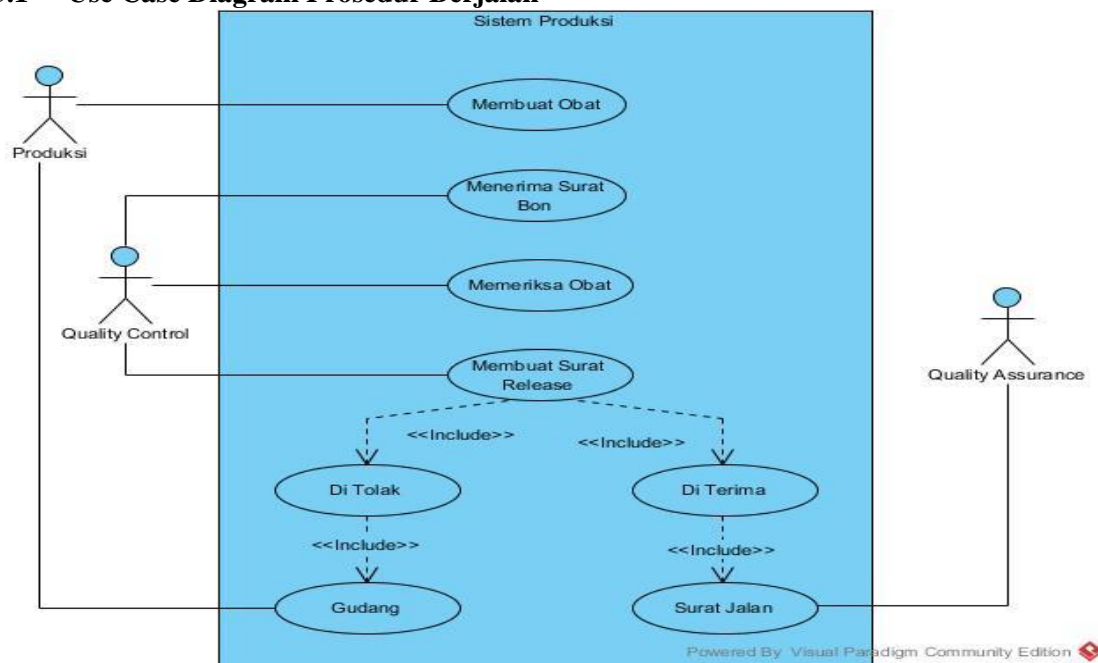 Use Case Diagram Prosedur Berjalan
Sistem Produksi
Membuat Obat
Produksi
Menerima Surat
Bon
Memeriksa Obat
Quality Control
Membuat Surat
Release
Quality Assurance
<<Include>>
<<Include>>
Di Tolak
Di Terima
<<Include>>
<<Include>>
Gudang
Surat Jalan
Powered By Visual Paradigm Community Edition